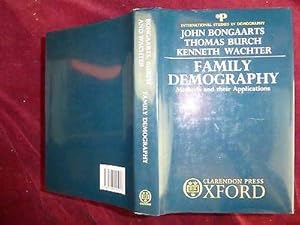 INTERNATIONAL STUDIES IN DEMOGRAPHY
JOHN BONGAARTS
THOMAS BURCH
KENNETH WACHTER
FAMILY
DEMOGRAPHY
Methods and their Applications
CLARENDON PRESS
OXFORD
BONGAARTS, BURCH
AND WACHTER
FAMILY DEMOGRAPHY